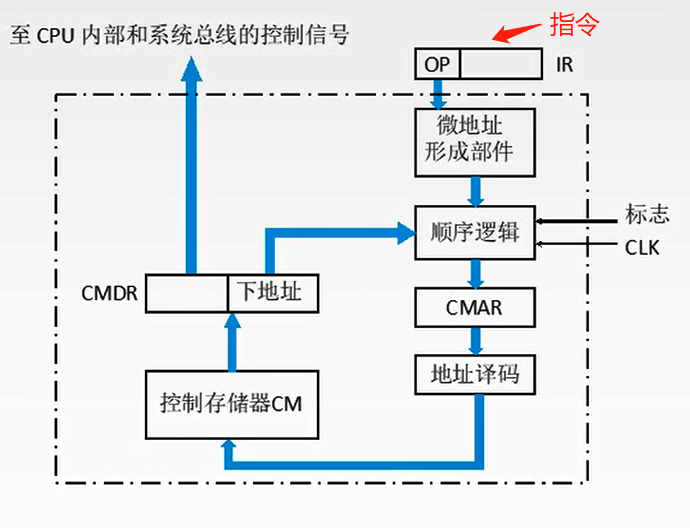 至 CPU 内部和系统总线的控制信号
指令
OP
IR
微地址
形成部件
顺序逻辑
标志
CLK
CMDR
下地址
CMAR
地址译码
控制存储器CM